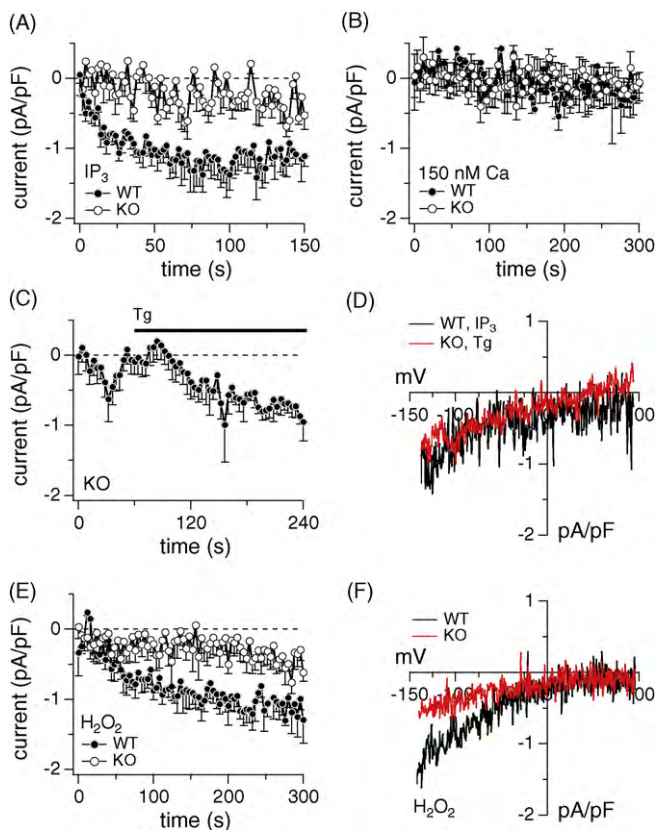 (A)
current (pA/pF)
0
-1
-2
IP3
WT
KO
0 50 100 150
time (s)
(B)
current (pA/pF)
0
-1
-2
150 nM Ca
WT
KO
0 100 200 300
time (s)
(C)
Tg
current (pA/pF)
0
-1
-2
KO
0 120 240
time (s)
(D)
WT, IP3
KO, Tg
1
mV
-150 -100 00
-1
-2
pA/pF
(E)
current (pA/pF)
0
-1
-2
H2O2
WT
KO
0 100 200 300
time (s)
(F)
WT
KO
1
mV
-150 -100 00
-1
-2
H2O2
pA/pF